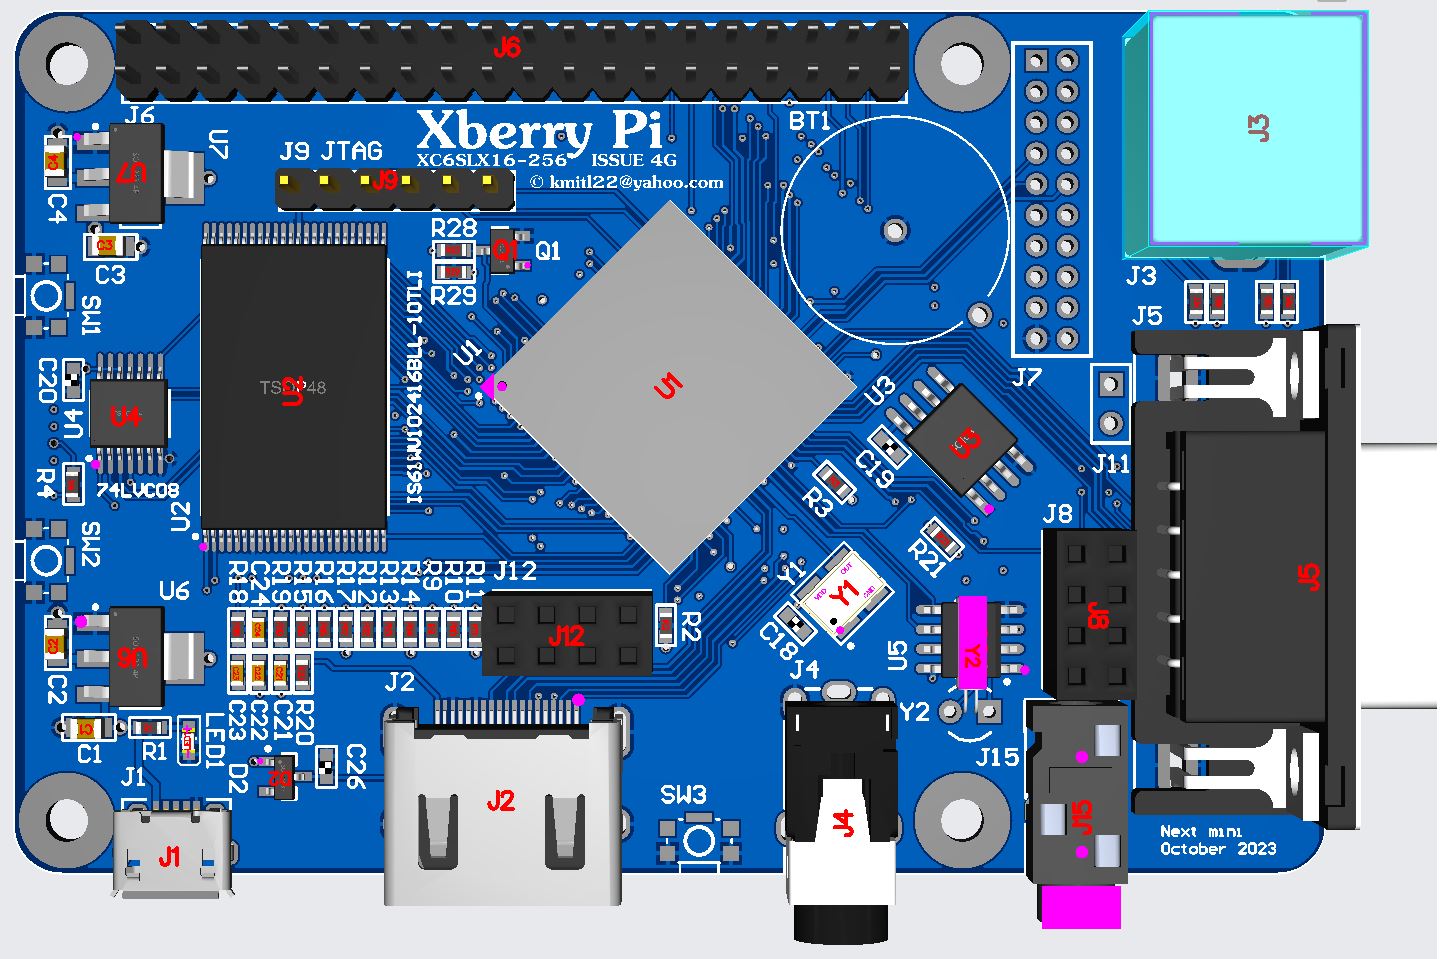 J6
J3
J6
U7
U7
C4
C4
C3
C3
Xberry Pi
XC6SLX16-256 ISSUE 4G
© kmitl22@yahoo.com
J9 JTAG
J9
BT1
R28
R29
Q1
Q1
J3
J5
J7
J11
SW1
C20
U4
U4
R4
74LVC08
U2
TSOP48
U2
IS61WV102416BLL-10TLI
U1
U1
U3
U3
C19
R3
R21
J8
J8
J5
SW2
U6
U6
C2
C2
R18
C24
R19
R15
R16
R17
R12
R13
R14
R9
R10
R11
J12
J12
R2
Y1
Y1
VDD
OUT
GND
C18
J4
U5
Y2
Y2
J2
C1
C1
R1
LED1
C23
C22
C21
R20
D2
D2
C26
J1
J1
J2
SW3
J4
J15
J15
Next mini
October 2023